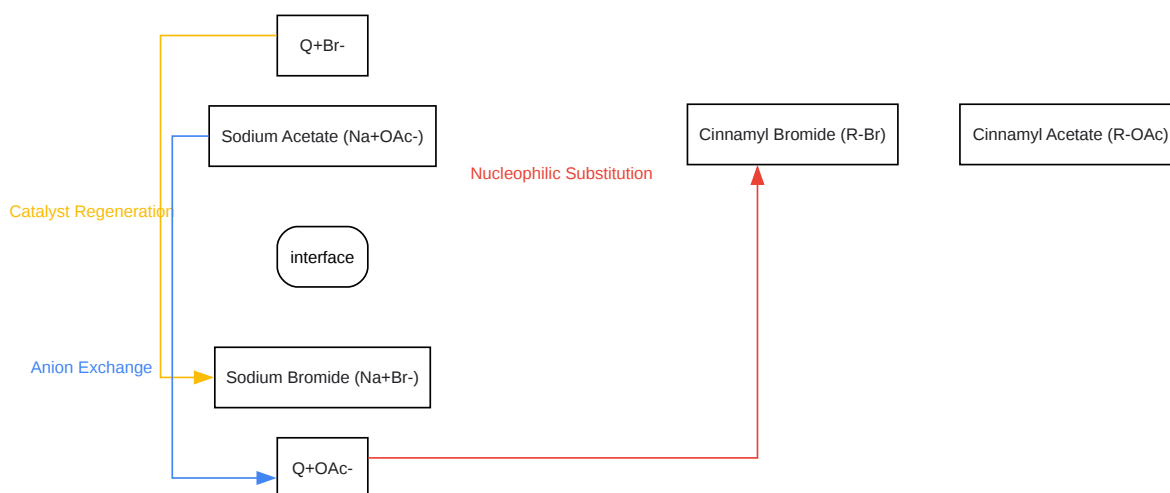 Q+Br-
Sodium Acetate (Na+OAc-)
Cinnamyl Bromide (R-Br)
Cinnamyl Acetate (R-OAc)
Nucleophilic Substitution
Catalyst Regeneration
interface
Anion Exchange
Sodium Bromide (Na+Br-)
Q+OAc-